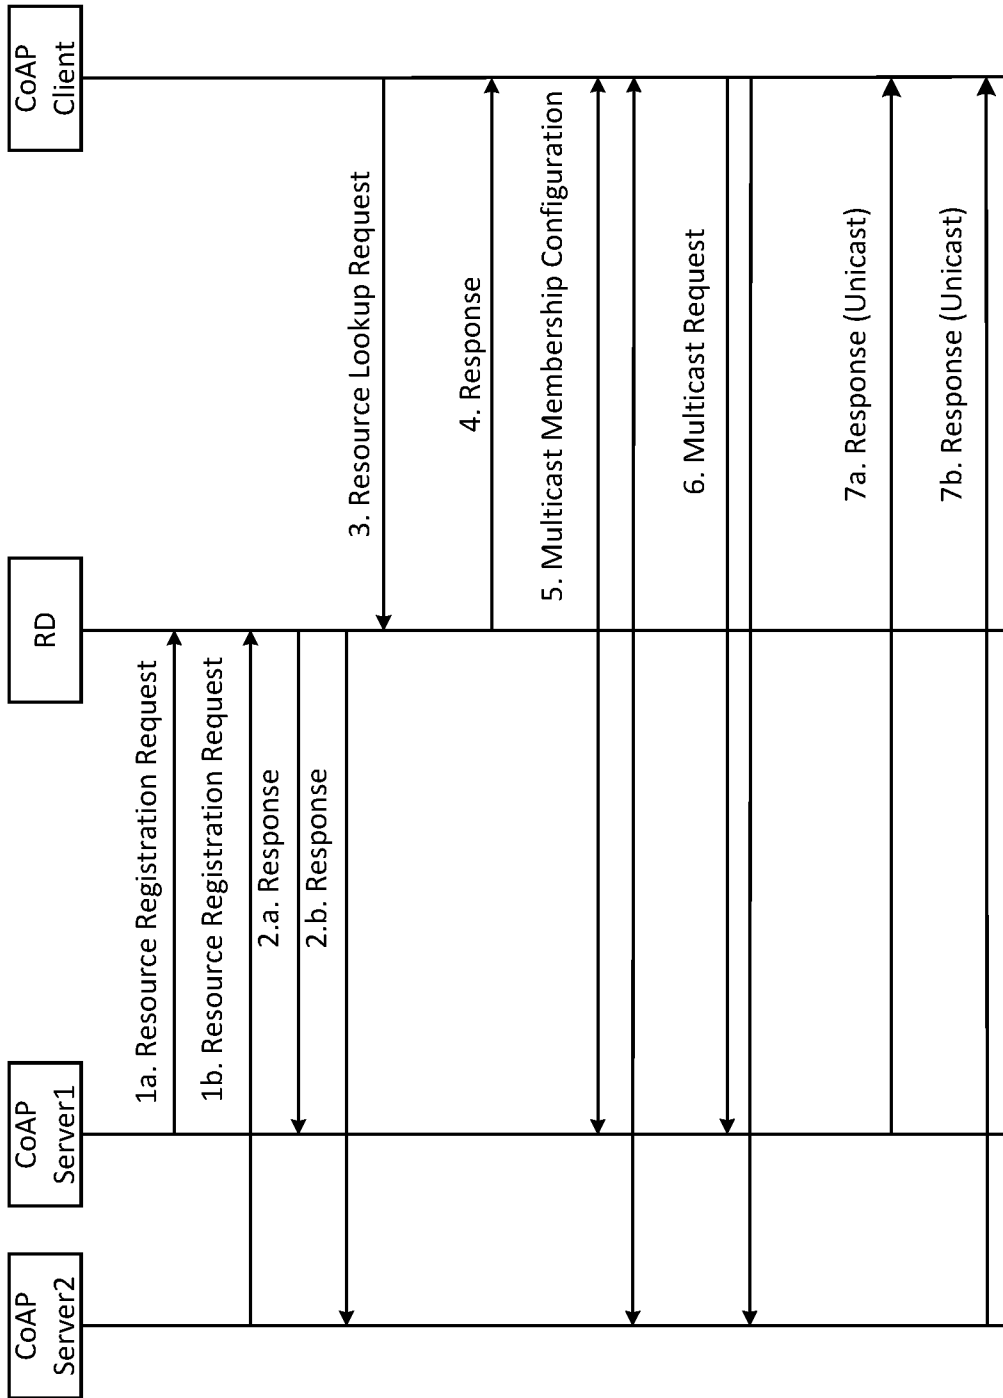 CoAP
Server2
CoAP
Server1
RD
CoAP
Client
1a. Resource Registration Request
1b. Resource Registration Request
2.a. Response
2.b. Response
3. Resource Lookup Request
4. Response
5. Multicast Membership Configuration
6. Multicast Request
7a. Response (Unicast)
7b. Response (Unicast)